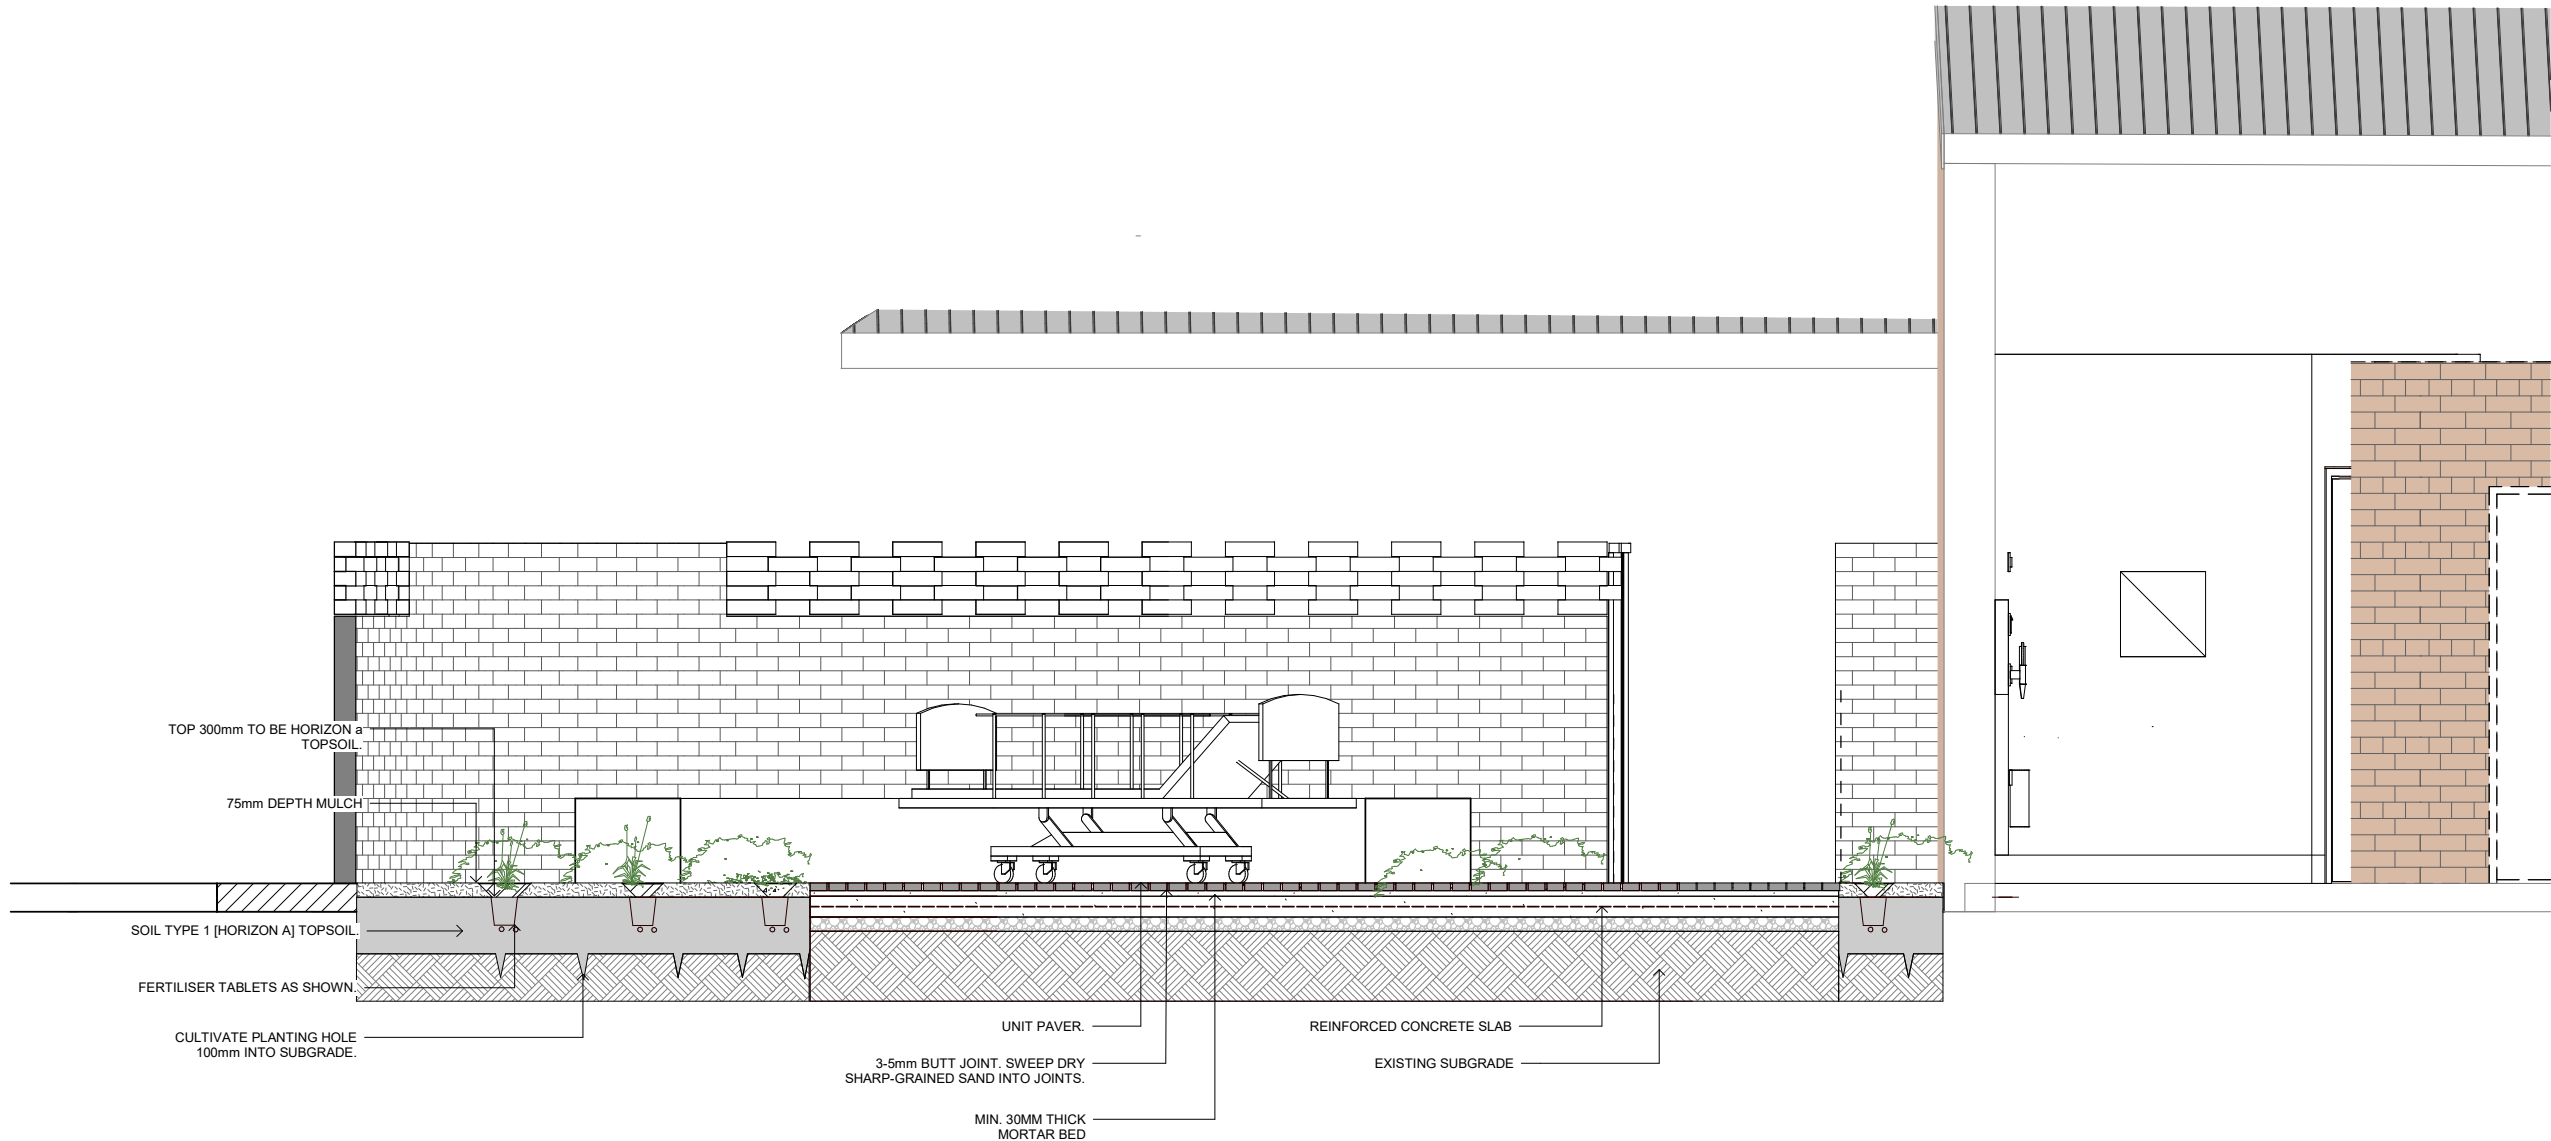 TOP 300mm TO BE HORIZON a
TOPSOIL.
75mm DEPTH MULCH
SOIL TYPE 1 [HORIZON A] TOPSOIL.
FERTILISER TABLETS AS SHOWN.
CULTIVATE PLANTING HOLE
100mm INTO SUBGRADE.
UNIT PAVER.
3-5mm BUTT JOINT. SWEEP DRY
SHARP-GRAINED SAND INTO JOINTS.
MIN. 30MM THICK
MORTAR BED
REINFORCED CONCRETE SLAB
EXISTING SUBGRADE